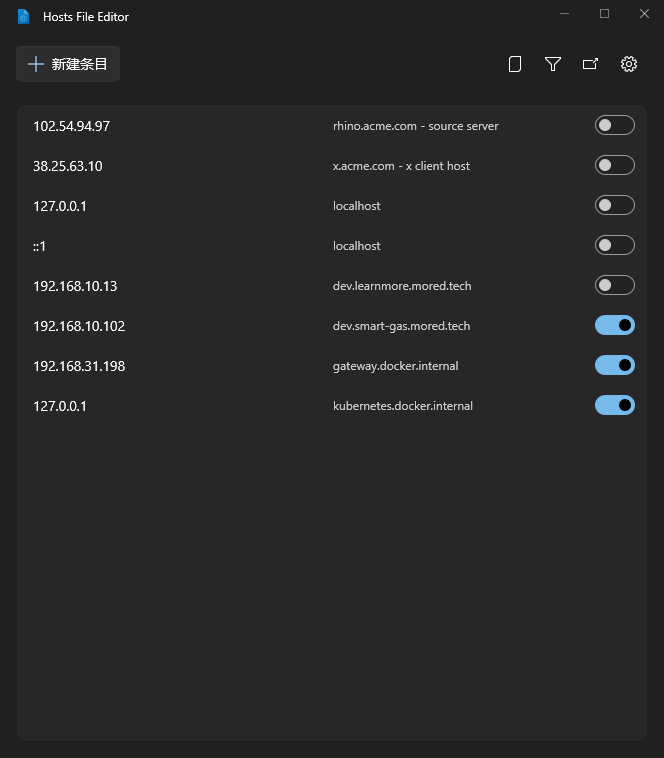 Hosts File Editor
新建条目
102.54.94.97 rhino.acme.com - source server
38.25.63.10 x.acme.com - x client host
127.0.0.1 localhost
::1 localhost
192.168.10.13 dev.learnmore.mored.tech
192.168.10.102 dev.smart-gas.mored.tech
192.168.31.198 gateway.docker.internal
127.0.0.1 kubernetes.docker.internal